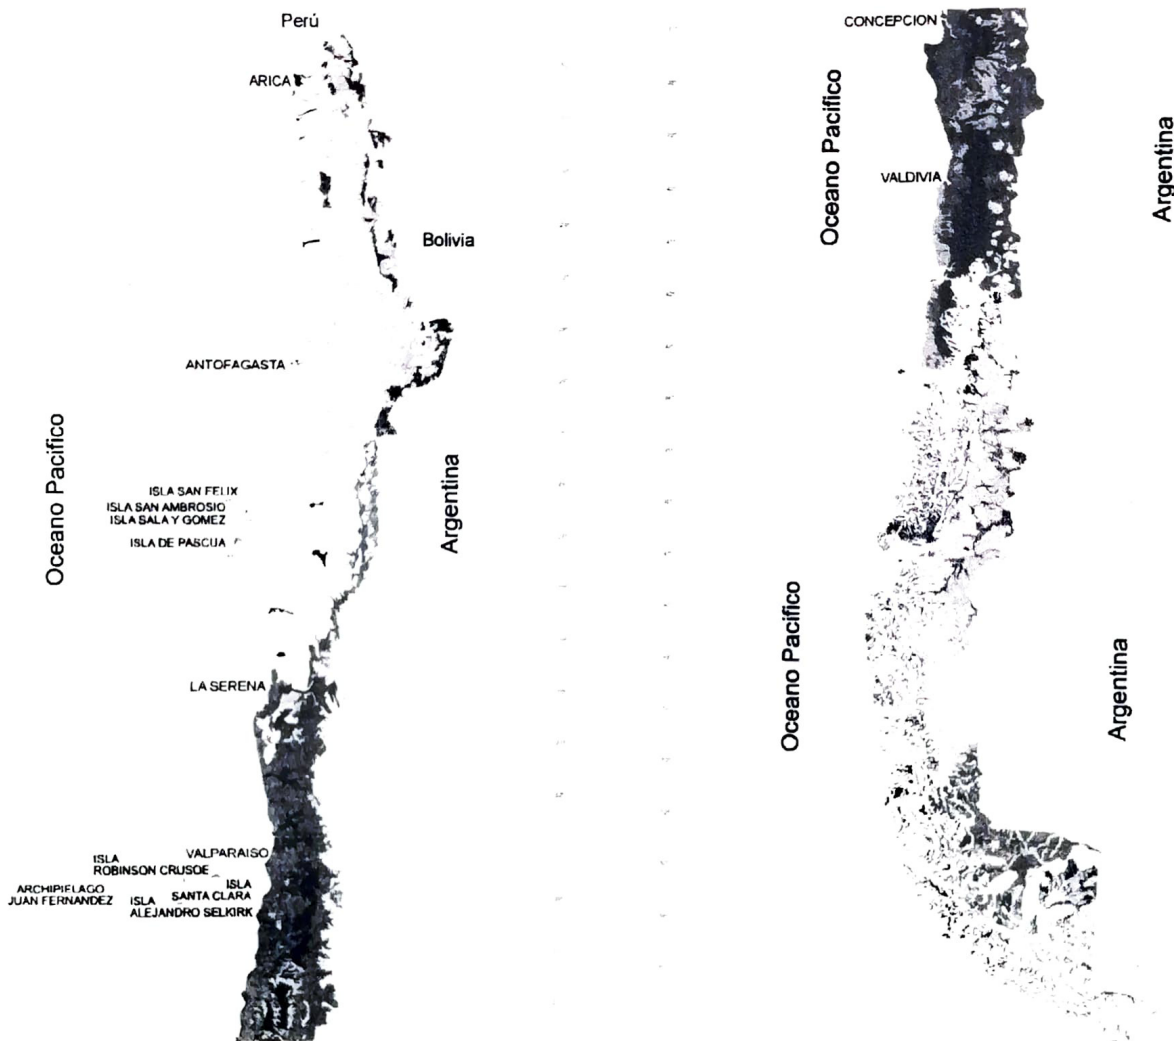 Perú
ARICA
Bolivia
ANTOFAGASTA
Oceano Pacifico
Argentina
ISLA SAN FELIX
ISLA SAN AMBROSIO
ISLA SALA Y GOMEZ
ISLA DE PASCUA
LA SERENA
VALPARAISO
ISLA
ROBINSON CRUSOE
ISLA
SANTA CLARA
ARCHIPIELAGO
JUAN FERNANDEZ
ISLA
ALEJANDRO SELKIRK
CONCEPCION
Oceano Pacifico
Argentina
VALDIVIA
Oceano Pacifico
Argentina